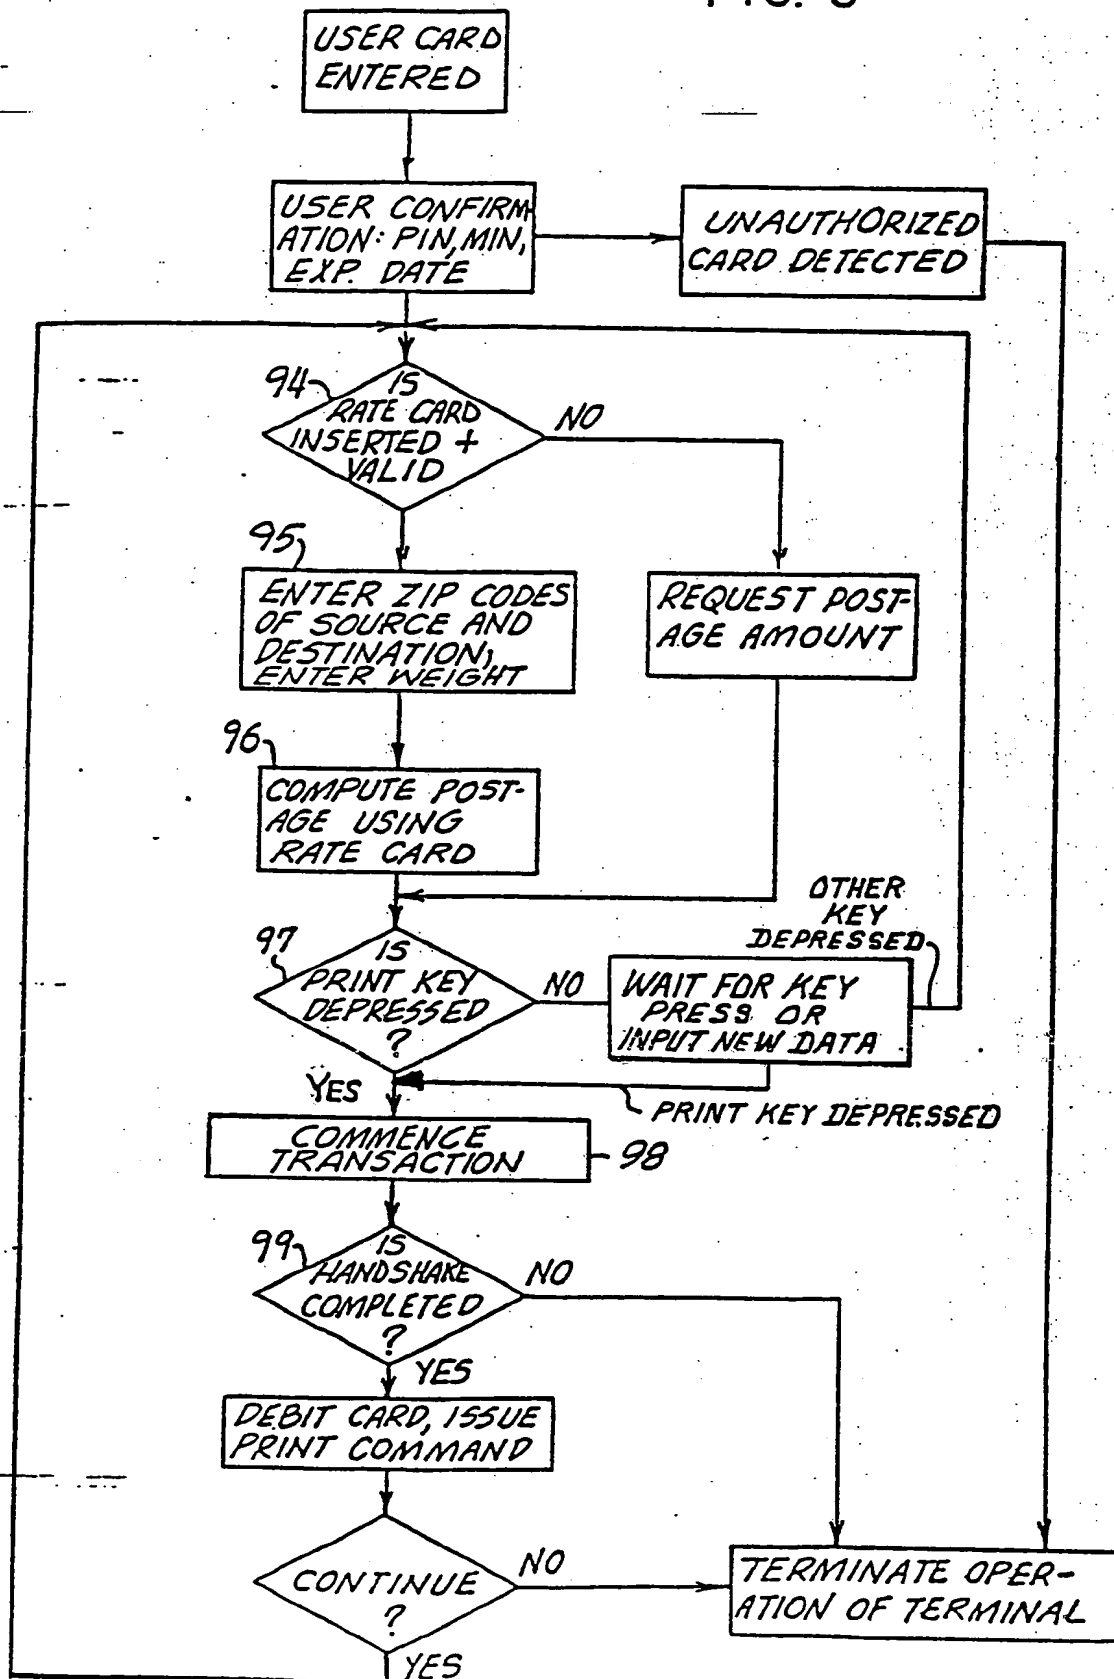 USER CARD
ENTERED
USER CONFIRM-
ATION: PIN, MIN,
EXP. DATE
UNAUTHORIZED
CARD DETECTED
94
IS
RATE CARD
INSERTED +
VALID
NO
95
ENTER ZIP CODES
OF SOURCE AND
DESTINATION;
ENTER WEIGHT
REQUEST POST-
AGE AMOUNT
96
COMPUTE POST-
AGE USING
RATE CARD
OTHER
KEY
DEPRESSED
97
IS
PRINT KEY
DEPRESSED
?
NO
WAIT FOR KEY
PRESS OR
INPUT NEW DATA
YES
PRINT KEY DEPRESSED
COMMENCE
TRANSACTION
98
99
IS
HANDSHAKE
COMPLETED
?
NO
YES
DEBIT CARD, ISSUE
PRINT COMMAND
CONTINUE
?
NO
TERMINATE OPER-
ATION OF TERMINAL
YES